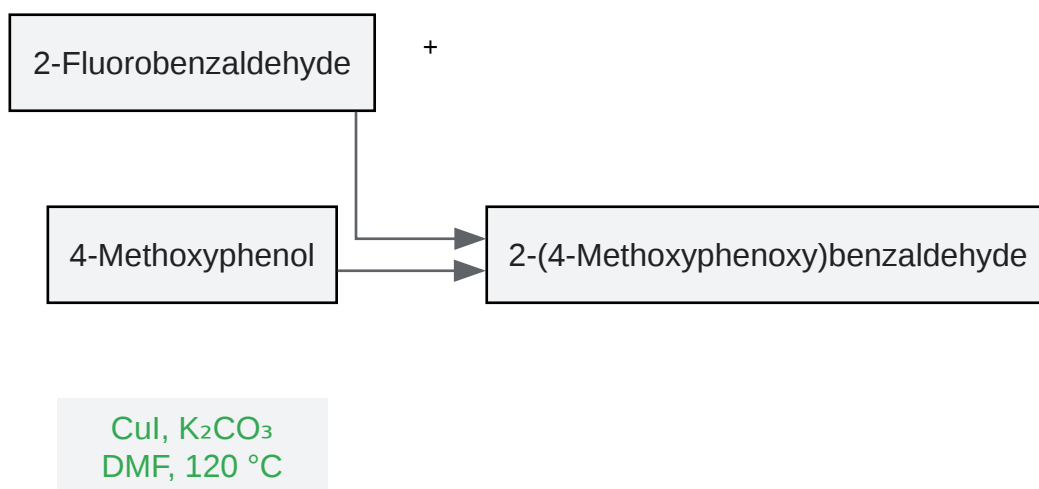 2-Fluorobenzaldehyde
+
4-Methoxyphenol
2-(4-Methoxyphenoxy)benzaldehyde
CuI, K₂CO₃
DMF, 120 °C